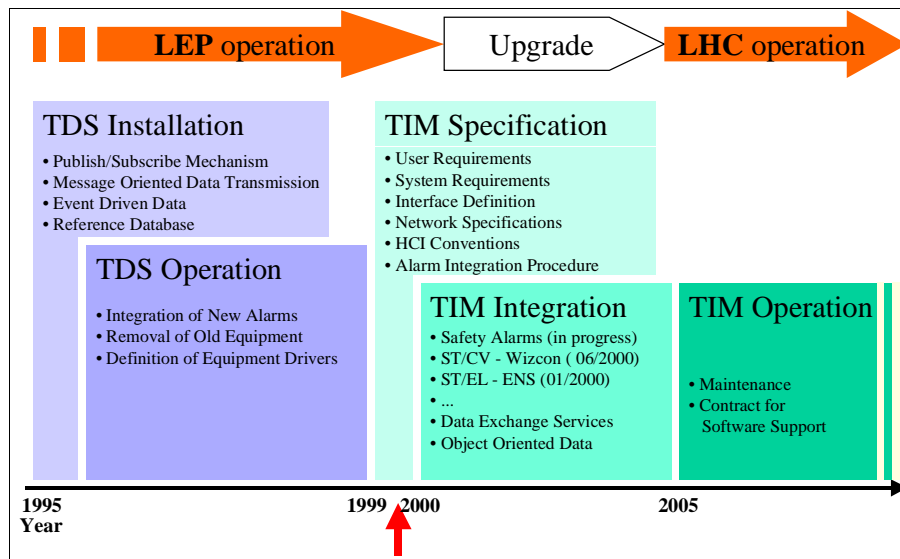 LEP operation
Upgrade
LHC operation
TDS Installation
• Publish/Subscribe Mechanism
• Message Oriented Data Transmission
• Event Driven Data
• Reference Database
TDS Operation
• Integration of New Alarms
• Removal of Old Equipment
• Definition of Equipment Drivers
TIM Specification
• User Requirements
• System Requirements
• Interface Definition
• Network Specifications
• HCI Conventions
• Alarm Integration Procedure
TIM Integration
• Safety Alarms (in progress)
• ST/CV - Wizcon ( 06/2000)
• ST/EL - ENS (01/2000)
• ...
• Data Exchange Services
• Object Oriented Data
TIM Operation
• Maintenance
• Contract for
Software Support
1995 1999 2000 2005
Year